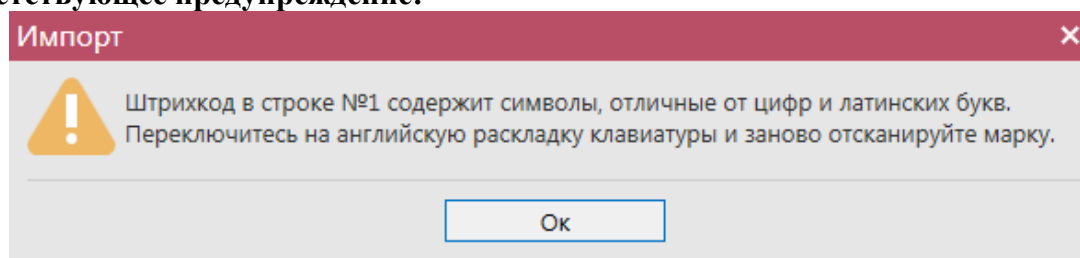 предупреждение:
Импорт
Штрихкод в строке №1 содержит символы, отличные от цифр и латинских букв.
Переключитесь на английскую раскладку клавиатуры и заново отсканируйте марку.
Ок